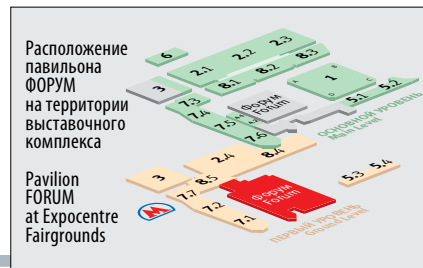 Расположение
павильона
ФОРУМ
на территории
выставочного
комплекса
Pavilion
FORUM
at Expocentre
Fairgrounds
6
2.1
2.2
2.3
3
8.1
8.2
8.3
1
A
B
C
D
7.3
7.4
7.5
7.6
Форум
Forum
5.1
5.2
ОСНОВНОЙ УРОВЕНЬ
Main Level
3
2.4
8.4
8.5
7.7
7.2
7.1
Форум
Forum
5.3
5.4
ПЕРВЫЙ УРОВЕНЬ
Ground Level
М